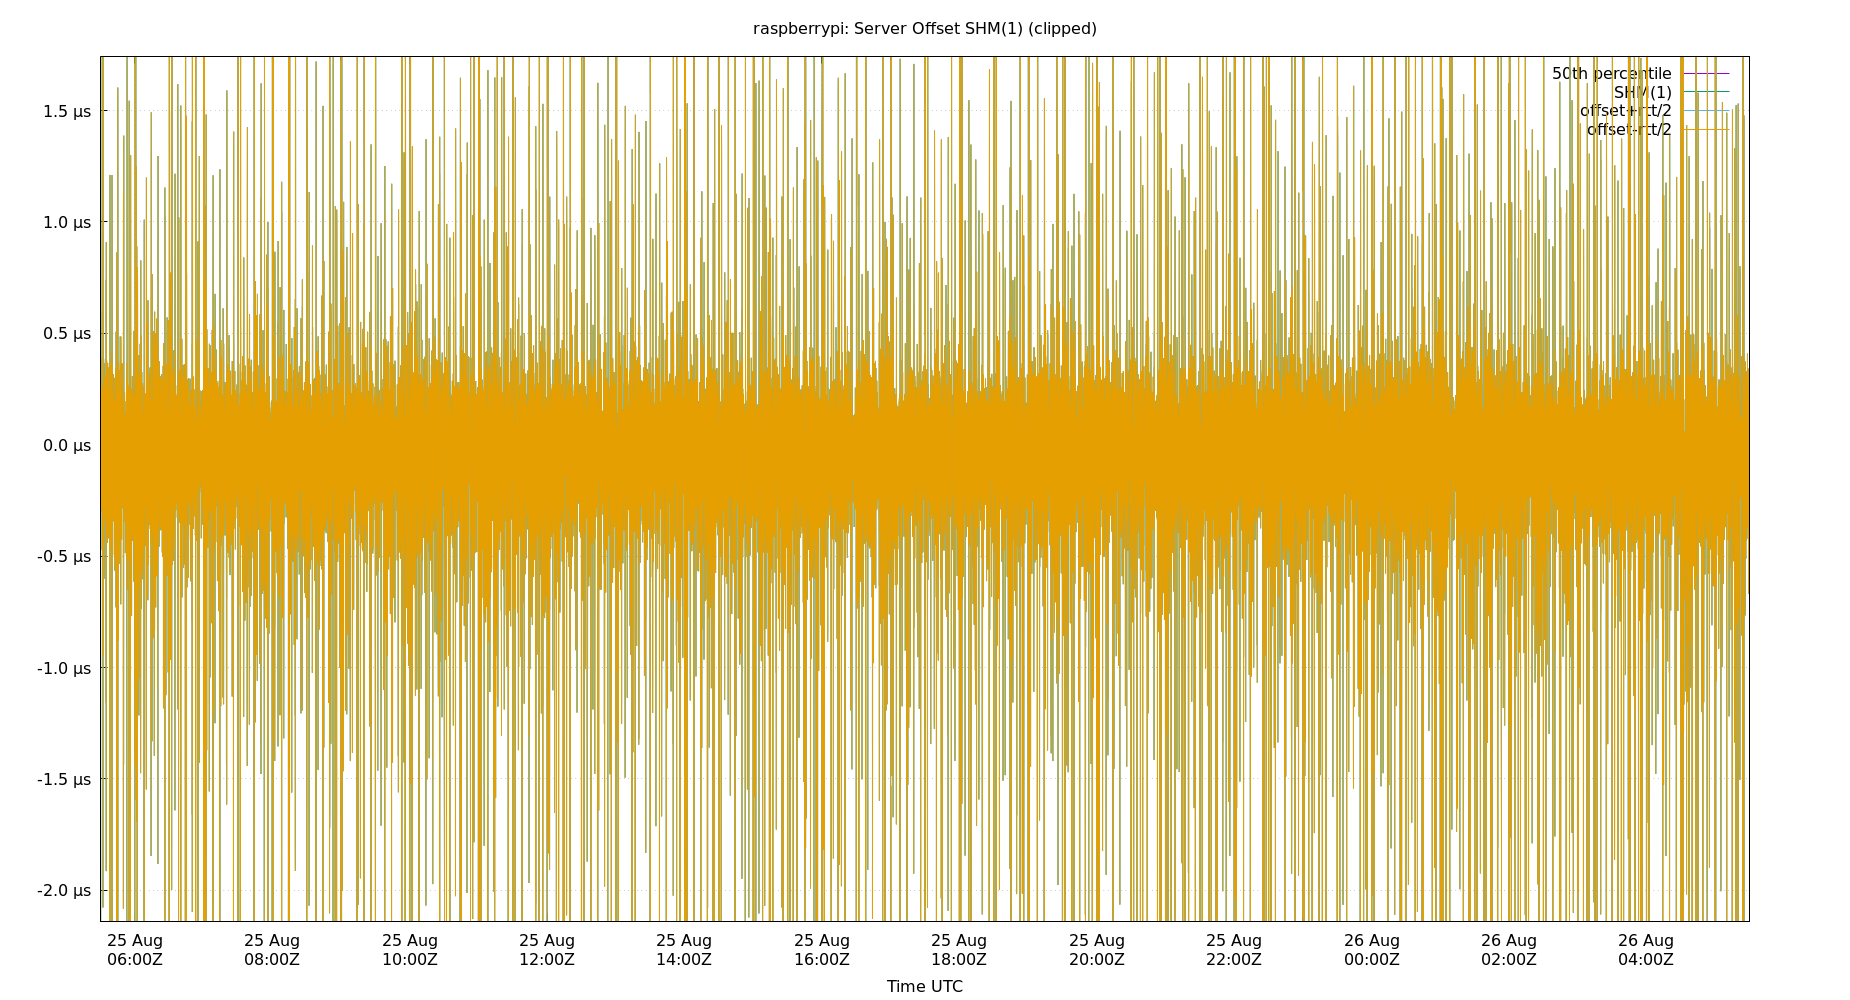 raspberrypi: Server Offset SHM(1) (clipped)
50th percentile
SHM(1)
offset+rtt/2
offset-rtt/2
1.5 µs
1.0 µs
0.5 µs
0.0 µs
-0.5 µs
-1.0 µs
-1.5 µs
-2.0 µs
25 Aug 25 Aug 25 Aug 25 Aug 25 Aug 25 Aug 25 Aug 25 Aug 25 Aug 26 Aug 26 Aug 26 Aug
06:00Z 08:00Z 10:00Z 12:00Z 14:00Z 16:00Z 18:00Z 20:00Z 22:00Z 00:00Z 02:00Z 04:00Z
Time UTC